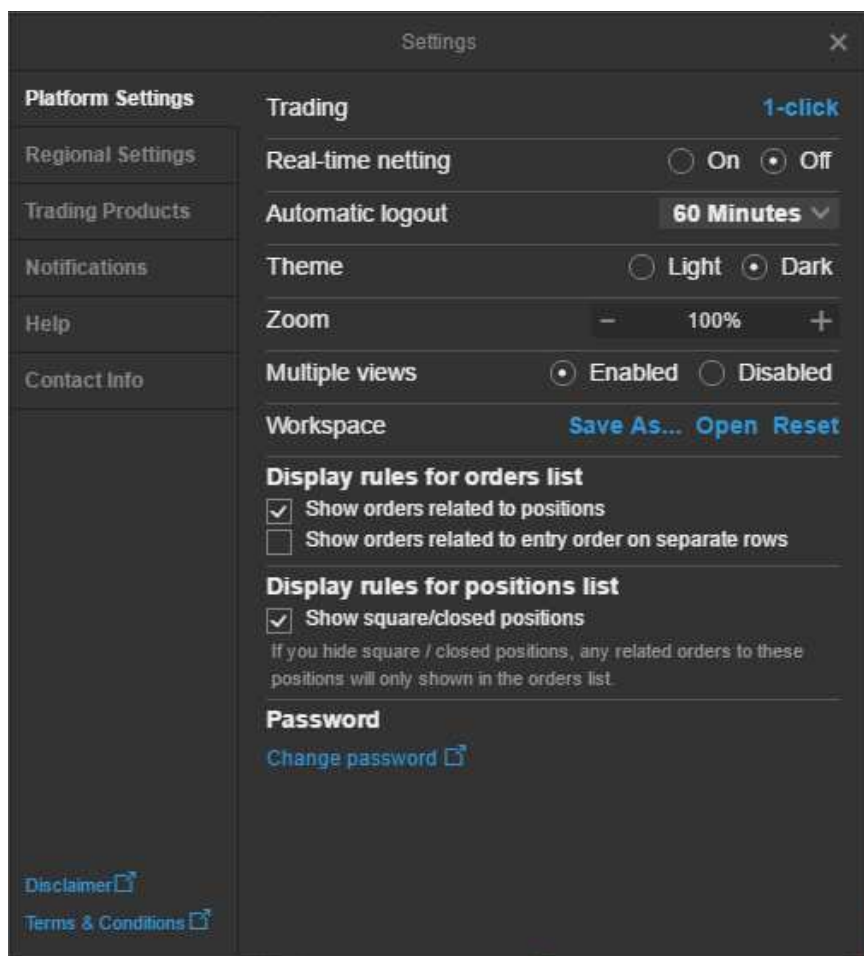 Settings
Platform Settings
Regional Settings
Trading Products
Notifications
Help
Contact Info
Disclaimer
Terms & Conditions
Trading 1-click
Real-time netting On Off
Automatic logout 60 Minutes
Theme Light Dark
Zoom - 100% +
Multiple views Enabled Disabled
Workspace Save As... Open Reset
Display rules for orders list
Show orders related to positions
Show orders related to entry order on separate rows
Display rules for positions list
Show square/closed positions
If you hide square / closed positions, any related orders to these
positions will only shown in the orders list.
Password
Change password